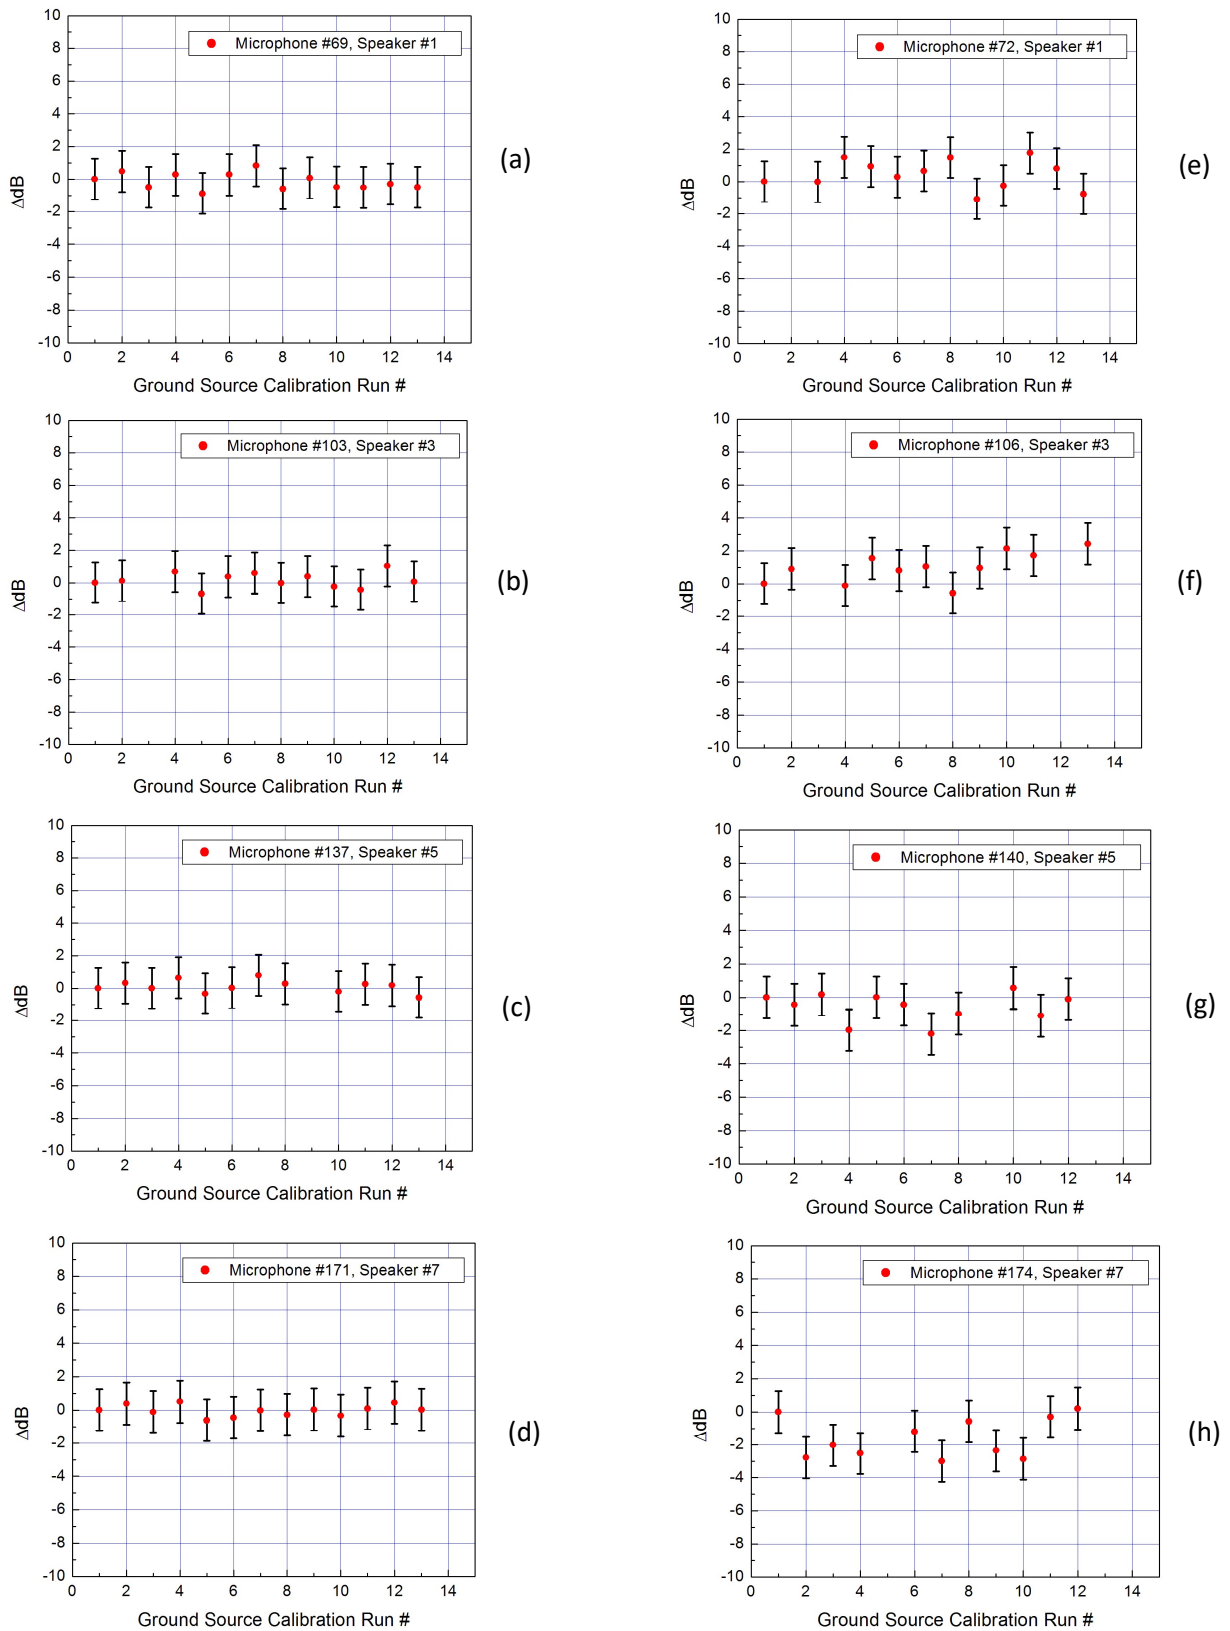 10
8
6
4
2
0
-2
-4
-6
-8
-10
ΔdB
Microphone #69, Speaker #1
0 2 4 6 8 10 12 14
Ground Source Calibration Run #
(a)
10
8
6
4
2
0
-2
-4
-6
-8
-10
ΔdB
Microphone #72, Speaker #1
0 2 4 6 8 10 12 14
Ground Source Calibration Run #
(e)
10
8
6
4
2
0
-2
-4
-6
-8
-10
ΔdB
Microphone #103, Speaker #3
0 2 4 6 8 10 12 14
Ground Source Calibration Run #
(b)
10
8
6
4
2
0
-2
-4
-6
-8
-10
ΔdB
Microphone #106, Speaker #3
0 2 4 6 8 10 12 14
Ground Source Calibration Run #
(f)
10
8
6
4
2
0
-2
-4
-6
-8
-10
ΔdB
Microphone #137, Speaker #5
0 2 4 6 8 10 12 14
Ground Source Calibration Run #
(c)
10
8
6
4
2
0
-2
-4
-6
-8
-10
ΔdB
Microphone #140, Speaker #5
0 2 4 6 8 10 12 14
Ground Source Calibration Run #
(g)
10
8
6
4
2
0
-2
-4
-6
-8
-10
ΔdB
Microphone #171, Speaker #7
0 2 4 6 8 10 12 14
Ground Source Calibration Run #
(d)
10
8
6
4
2
0
-2
-4
-6
-8
-10
ΔdB
Microphone #174, Speaker #7
0 2 4 6 8 10 12 14
Ground Source Calibration Run #
(h)